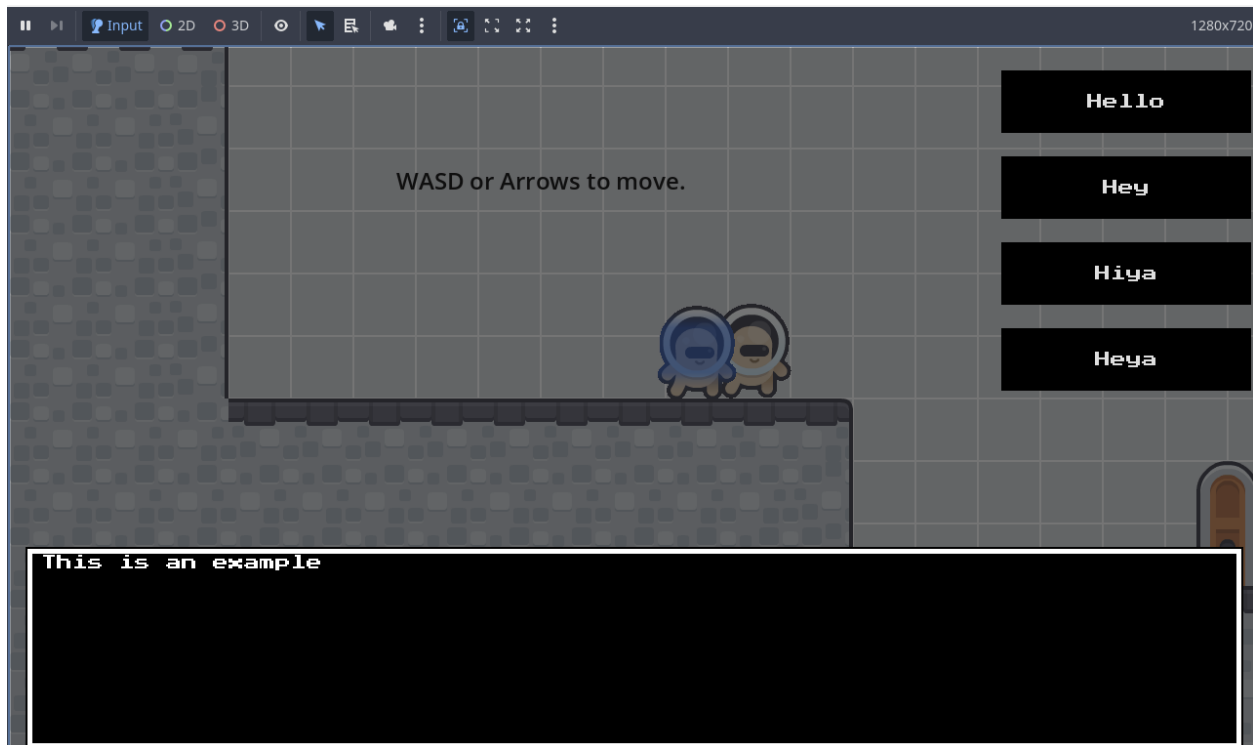 Input 2D 3D 1280x720
Hello
WASD or Arrows to move.
Hey
Hiya
Heya
This is an example